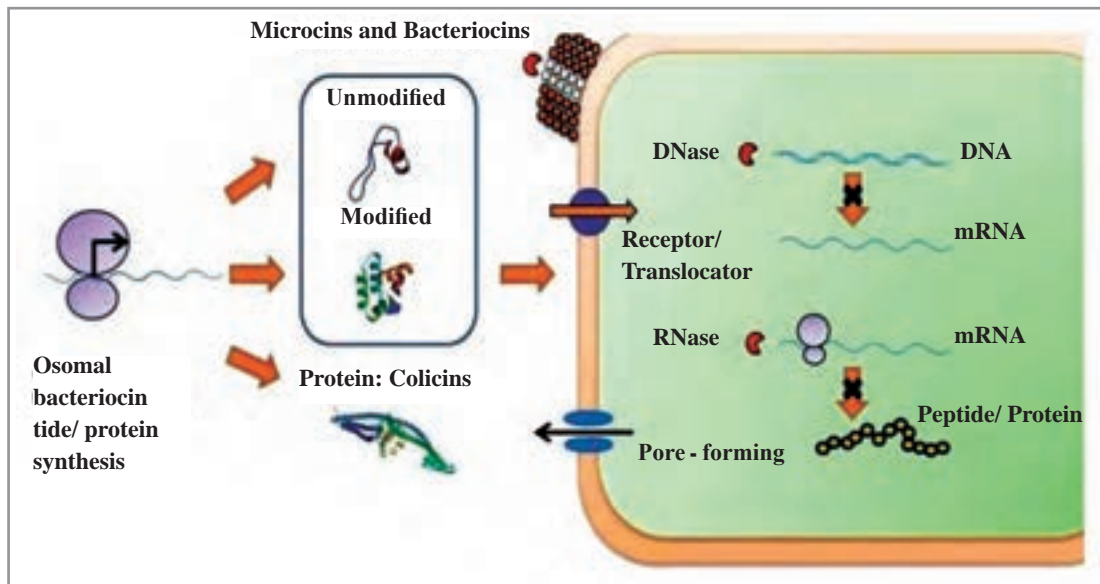 Microcins and Bacteriocins
Unmodified
Modified
Protein: Colicins
Osomal
bacteriocin
tide/ protein
synthesis
DNase
DNA
mRNA
Receptor/
Translocator
RNase
mRNA
Peptide/ Protein
Pore - forming